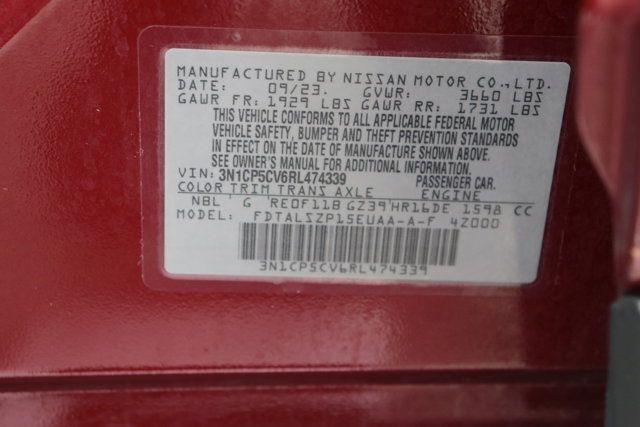 MANUFACTURED BY NISSAN MOTOR CO., LTD.
DATE: 09/23. GVWR: 3660 LBS
GAWR FR: 1929 LBS GAWR RR: 1731 LBS
THIS VEHICLE CONFORMS TO ALL APPLICABLE FEDERAL MOTOR
VEHICLE SAFETY, BUMPER AND THEFT PREVENTION STANDARDS
IN EFFECT ON THE DATE OF MANUFACTURE SHOWN ABOVE.
SEE OWNER'S MANUAL FOR ADDITIONAL INFORMATION.
VIN: 3N1CP5CV6RL474339 PASSENGER CAR.
COLOR TRIM TRANS AXLE ENGINE
NBL G RE0F11B GZ39 HR16DE 1598 CC
MODEL: FDTALSZP15EUAA-A-F 4Z000
3N1CP5CV6RL474339